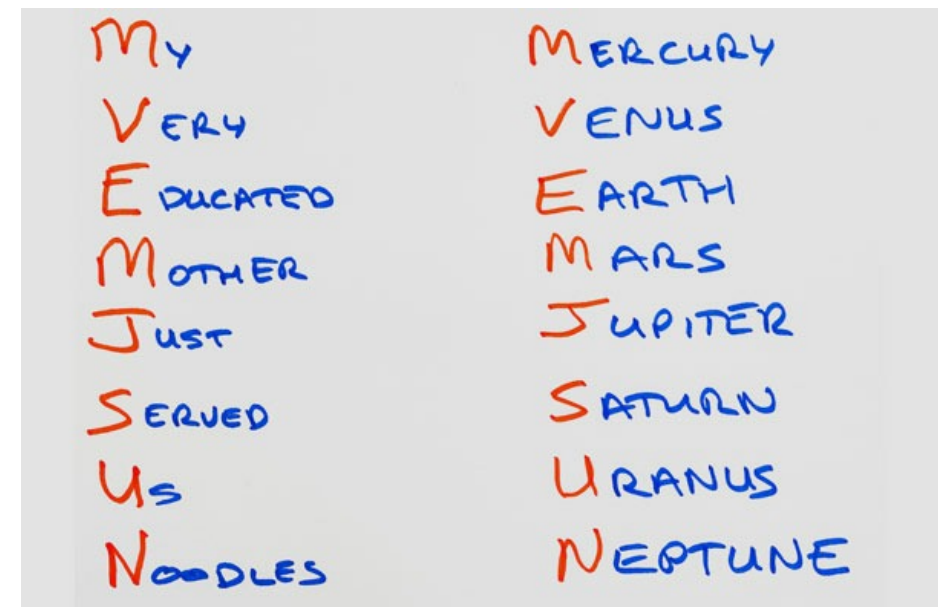 MY MERCURY
VERY VENUS
EDUCATED EARTH
MOTHER MARS
JUST JUPITER
SERVED SATURN
US URANUS
NOODLES NEPTUNE